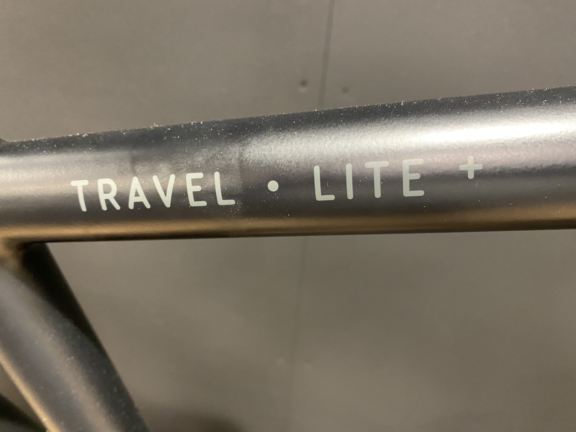 TRAVEL • LITE +